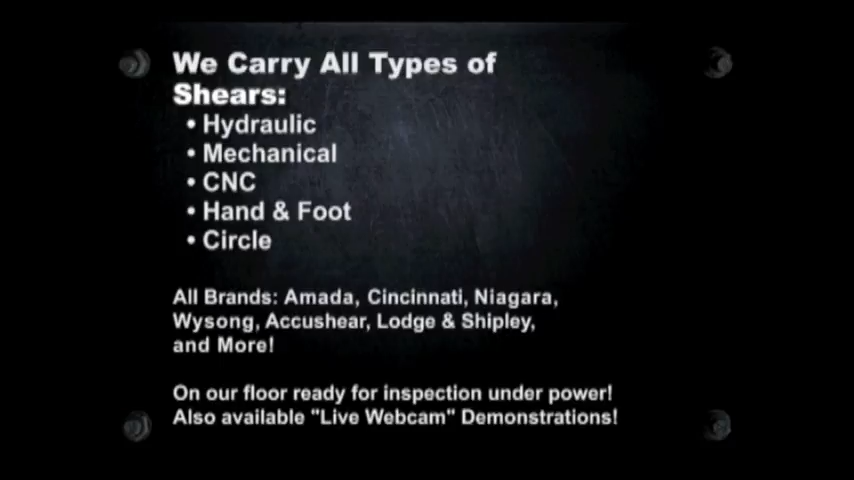 We Carry All Types of
Shears:
• Hydraulic
• Mechanical
• CNC
• Hand & Foot
• Circle
All Brands: Amada, Cincinnati, Niagara,
Wysong, Accushear, Lodge & Shipley,
and More!
On our floor ready for inspection under power!
Also available "Live Webcam" Demonstrations!